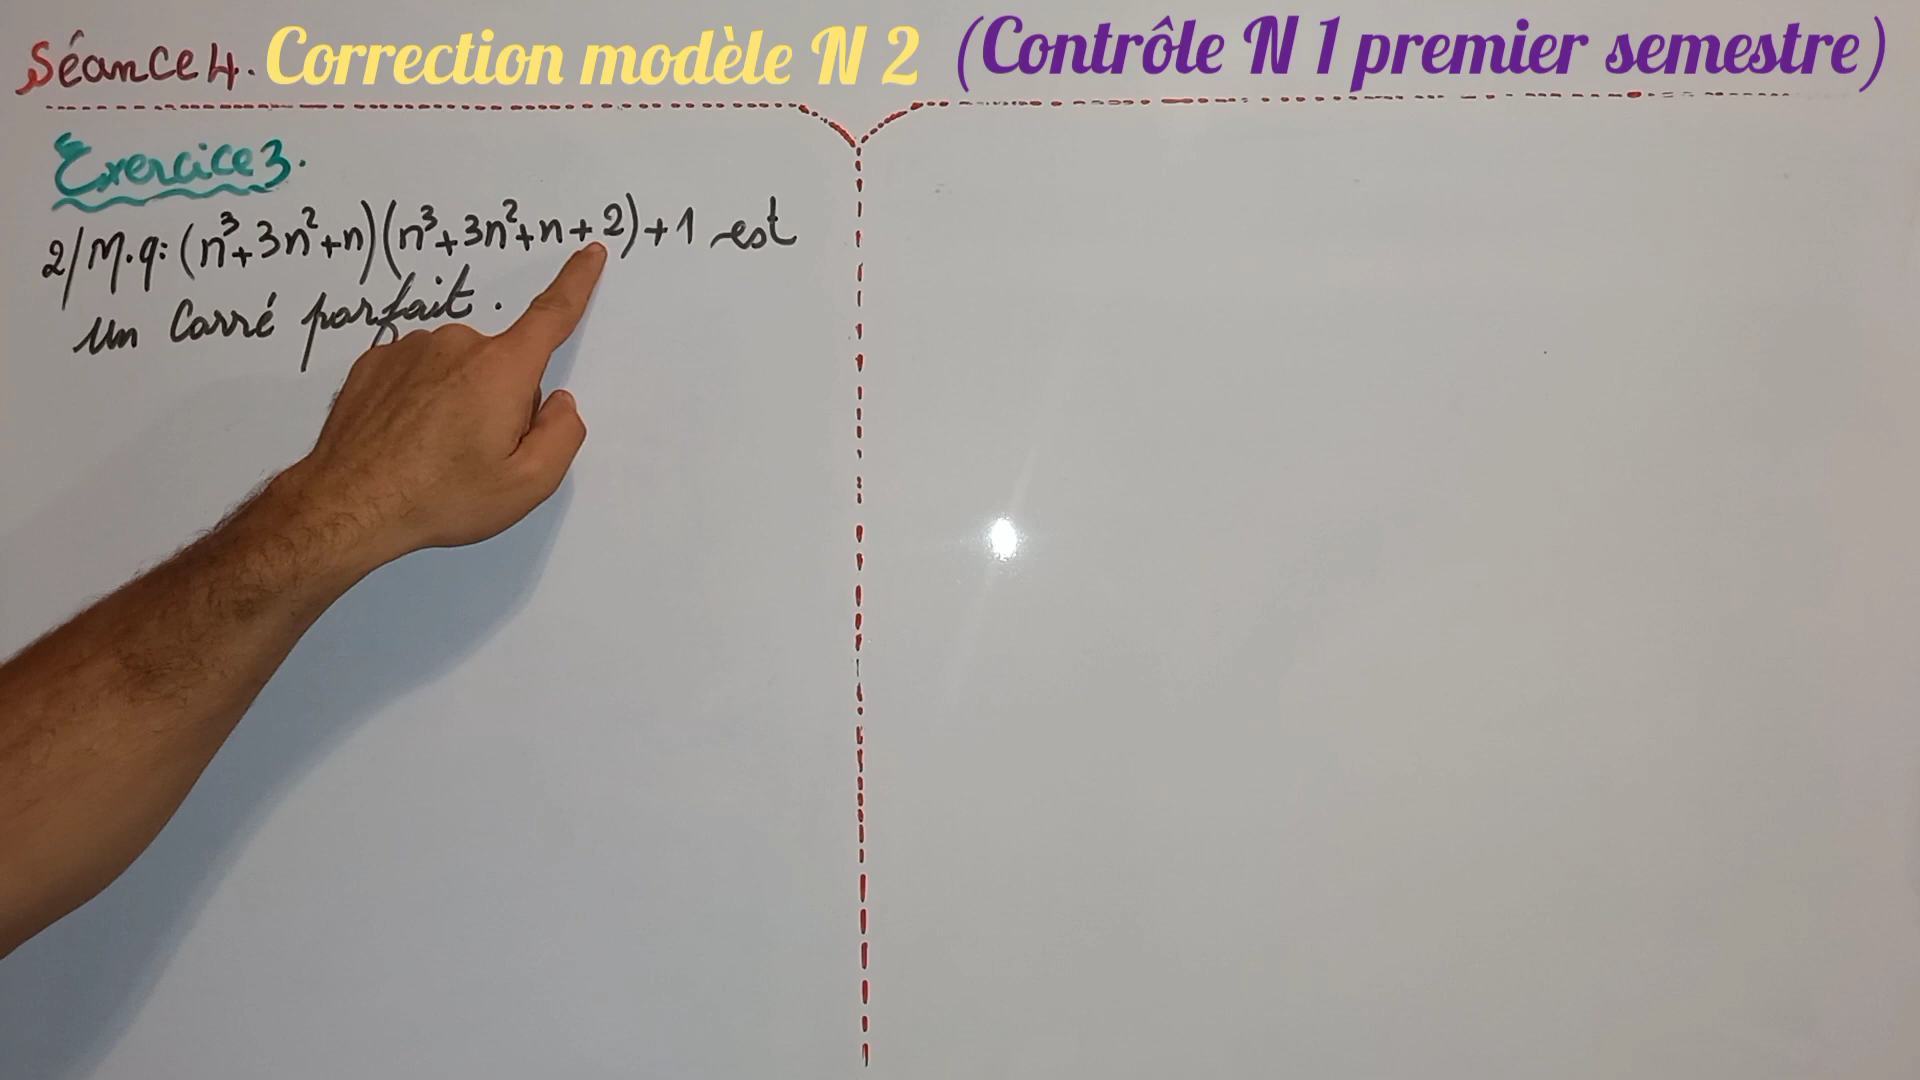 Séance 4. Correction modèle N 2 (Contrôle N 1 premier semestre)
Exercice 3.
2/ M.q: (n³+3n²+n)(n³+3n²+n+2)+1 est
un Carré parfait.